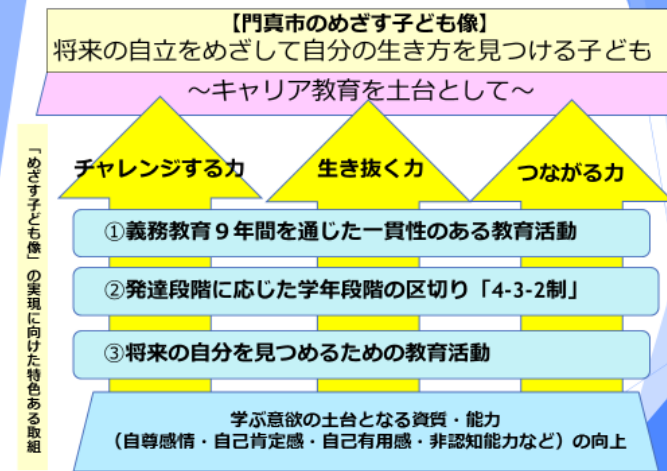 【門真市のめざす子ども像】
将来の自立をめざして自分の生き方を見つける子ども
～キャリア教育を土台として～
「めざす子ども像」の実現に向けた特色ある取組
チャレンジする力
生き抜く力
つながる力
①義務教育９年間を通じた一貫性のある教育活動
②発達段階に応じた学年段階の区切り「4-3-2制」
③将来の自分を見つめるための教育活動
学ぶ意欲の土台となる資質・能力
（自尊感情・自己肯定感・自己有用感・非認知能力など）の向上